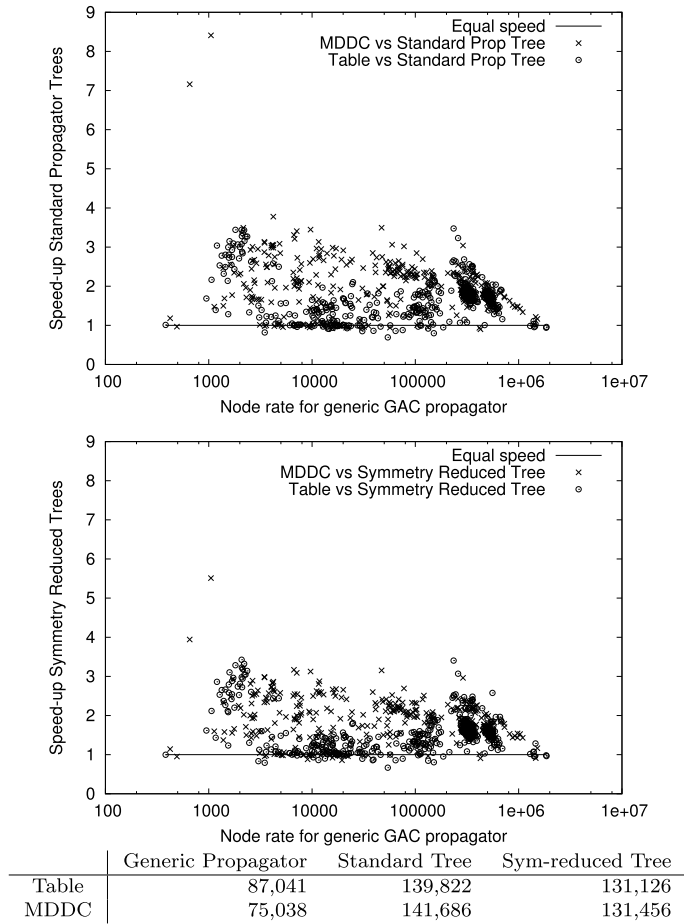 9
8
7
6
5
4
3
2
1
0
Speed-up Standard Propagator Trees
Equal speed
MDDC vs Standard Prop Tree
Table vs Standard Prop Tree
100 1000 10000 100000 1e+06 1e+07
Node rate for generic GAC propagator
9
8
7
6
5
4
3
2
1
0
Speed-up Symmetry Reduced Trees
Equal speed
MDDC vs Symmetry Reduced Tree
Table vs Symmetry Reduced Tree
100 1000 10000 100000 1e+06 1e+07
Node rate for generic GAC propagator
Generic Propagator Standard Tree Sym-reduced Tree
Table 87,041 139,822 131,126
MDDC 75,038 141,686 131,456